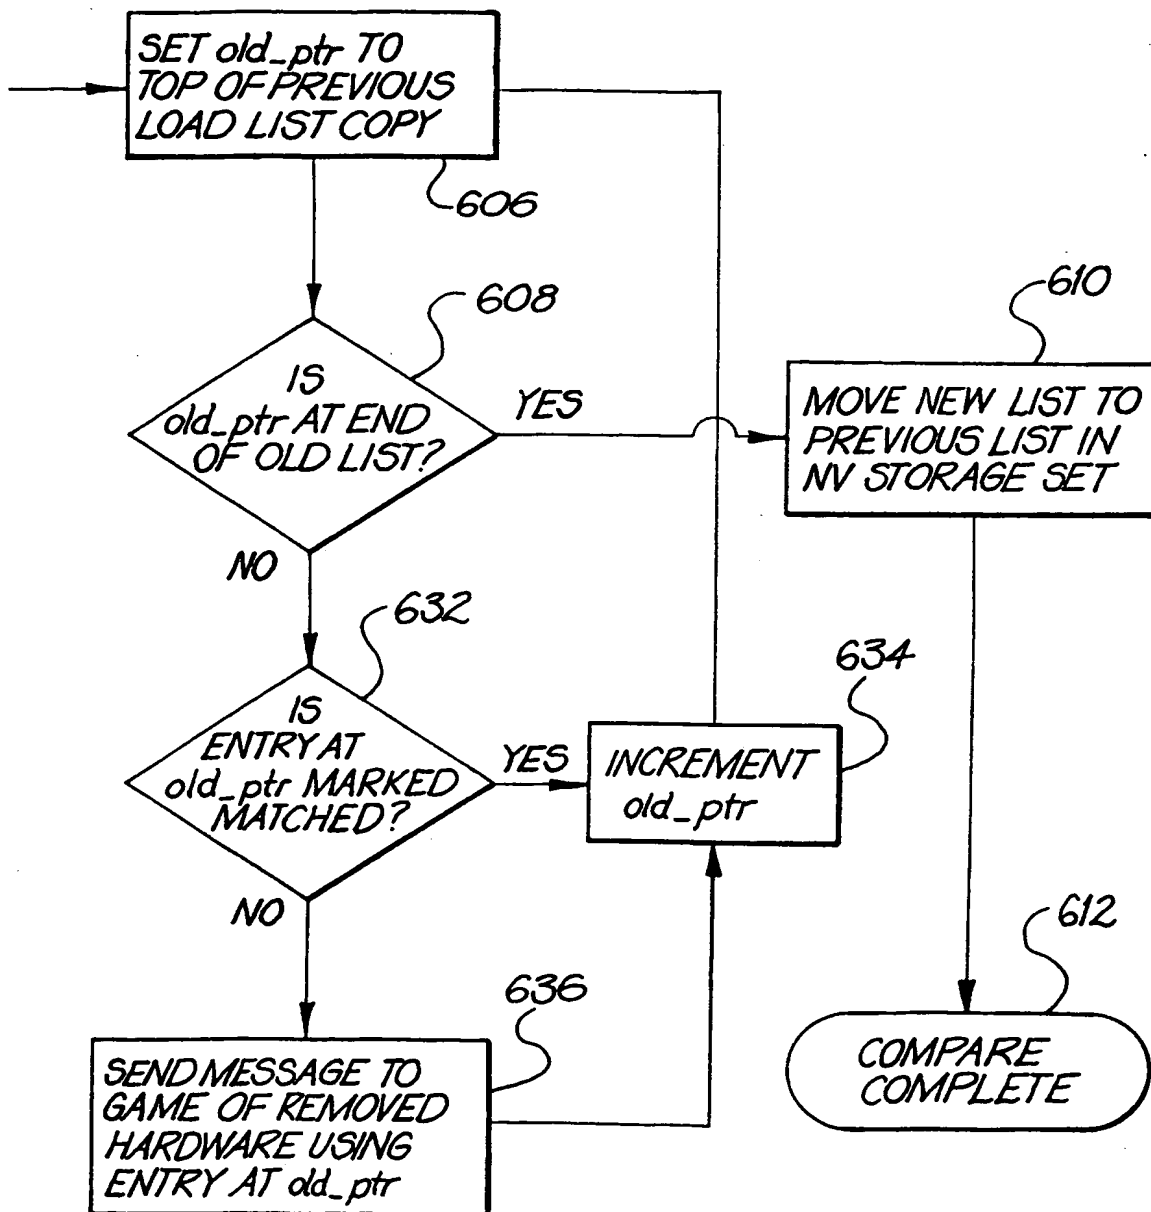 SET old_ptr TO
TOP OF PREVIOUS
LOAD LIST COPY
606
608
IS
old_ptr AT END
OF OLD LIST?
YES
NO
610
MOVE NEW LIST TO
PREVIOUS LIST IN
NV STORAGE SET
632
IS
ENTRY AT
old_ptr MARKED
MATCHED?
YES
NO
634
INCREMENT
old_ptr
636
SEND MESSAGE TO
GAME OF REMOVED
HARDWARE USING
ENTRY AT old_ptr
612
COMPARE
COMPLETE